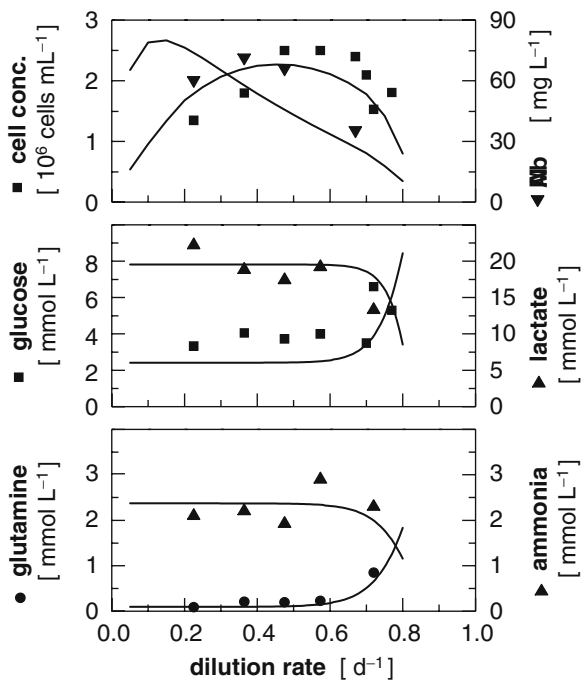 3
2
1
0
■ cell conc.
[ 10⁶ cells mL⁻¹ ]
90
60
30
0
[ mg L⁻¹ ]
8
6
4
2
0
■ glucose
[ mmol L⁻¹ ]
20
15
10
5
0
▲ lactate
[ mmol L⁻¹ ]
3
2
1
0
● glutamine
[ mmol L⁻¹ ]
3
2
1
0
▲ ammonia
[ mmol L⁻¹ ]
0.0 0.2 0.4 0.6 0.8 1.0
dilution rate [ d⁻¹ ]